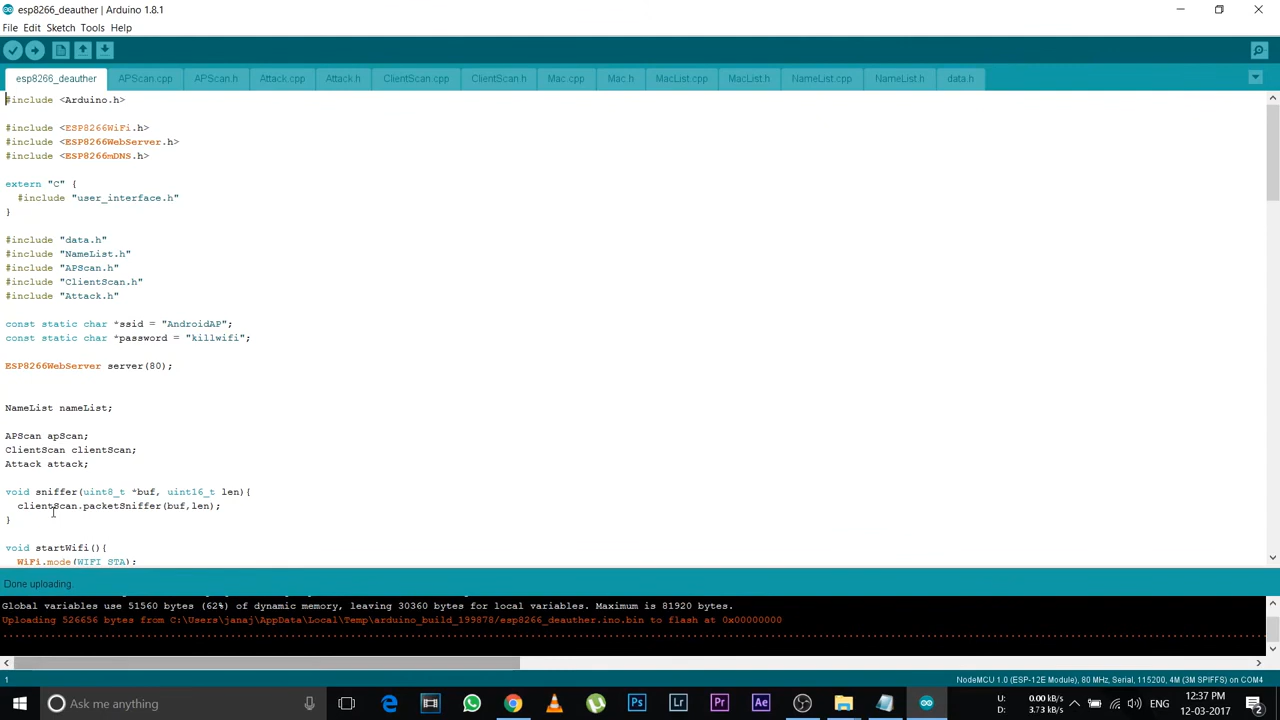 esp8266_deauther | Arduino 1.8.1
File Edit Sketch Tools Help
esp8266_deauther APScan.cpp APScan.h Attack.cpp Attack.h ClientScan.cpp ClientScan.h Mac.cpp Mac.h MacList.cpp MacList.h NameList.cpp NameList.h data.h
#include <Arduino.h>
#include <ESP8266WiFi.h>
#include <ESP8266WebServer.h>
#include <ESP8266mDNS.h>
extern "C" {
#include "user_interface.h"
}
#include "data.h"
#include "NameList.h"
#include "APScan.h"
#include "ClientScan.h"
#include "Attack.h"
const static char *ssid = "AndroidAP";
const static char *password = "killwifi";
ESP8266WebServer server(80);
NameList nameList;
APScan apScan;
ClientScan clientScan;
Attack attack;
void sniffer(uint8_t *buf, uint16_t len){
clientScan.packetSniffer(buf,len);
}
void startWifi(){
WiFi.mode(WIFI_STA);
Done uploading.
Global variables use 51560 bytes (62%) of dynamic memory, leaving 30360 bytes for local variables. Maximum is 81920 bytes.
Uploading 526656 bytes from C:\Users\janaj\AppData\Local\Temp\arduino_build_199878/esp8266_deauther.ino.bin to flash at 0x00000000
1 NodeMCU 1.0 (ESP-12E Module), 80 MHz, Serial, 115200, 4M (3M SPIFFS) on COM4
Ask me anything Ps Lr Pr Ae U: 0.00 kB/s ENG 12:37 PM
D: 3.73 kB/s 12-03-2017 2